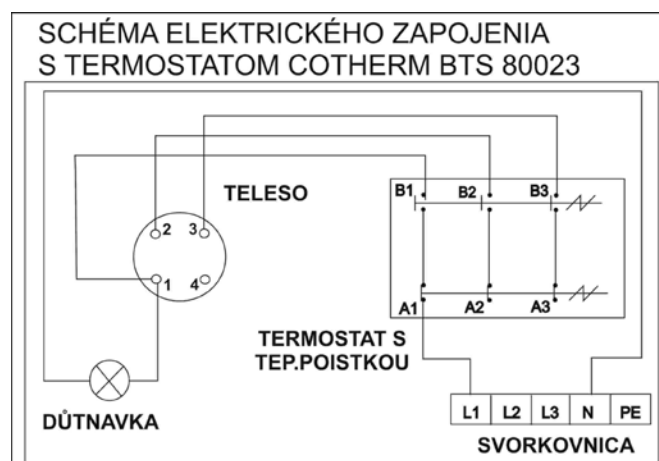 SCHÉMA ELEKTRICKÉHO ZAPOJENIA
S TERMOSTATOM COTHERM BTS 80023
TELESO
B1 B2 B3
2 3
1 4
A1 A2 A3
TERMOSTAT S
TEP.POISTKOU
DŮTNAVKA
L1 L2 L3 N PE
SVORKOVNICA